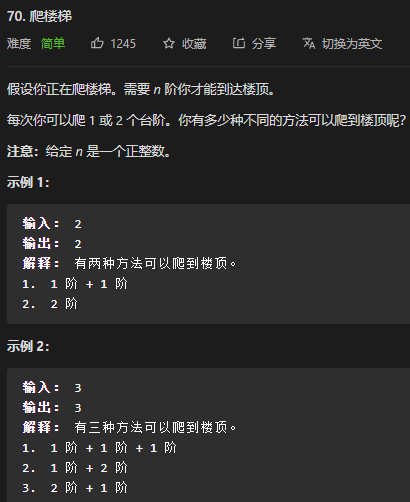 70. 爬楼梯
难度 简单 1245 收藏 分享 切换为英文
假设你正在爬楼梯。需要 n 阶你才能到达楼顶。
每次你可以爬 1 或 2 个台阶。你有多少种不同的方法可以爬到楼顶呢?
注意：给定 n 是一个正整数。
示例 1：
输入： 2
输出： 2
解释： 有两种方法可以爬到楼顶。
1. 1 阶 + 1 阶
2. 2 阶
示例 2：
输入： 3
输出： 3
解释： 有三种方法可以爬到楼顶。
1. 1 阶 + 1 阶 + 1 阶
2. 1 阶 + 2 阶
3. 2 阶 + 1 阶